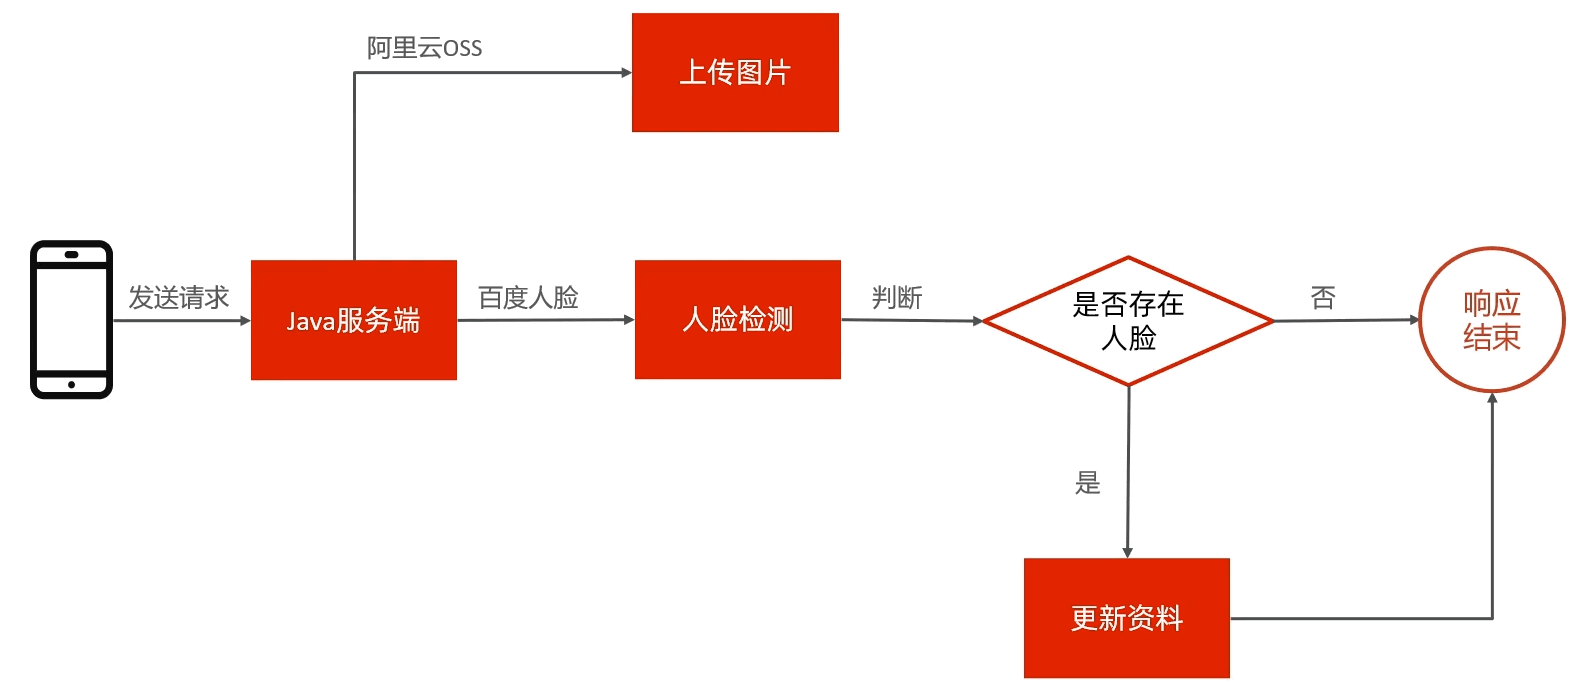 阿里云OSS
上传图片
发送请求
Java服务端
百度人脸
人脸检测
判断
是否存在
人脸
否
响应
结束
是
更新资料